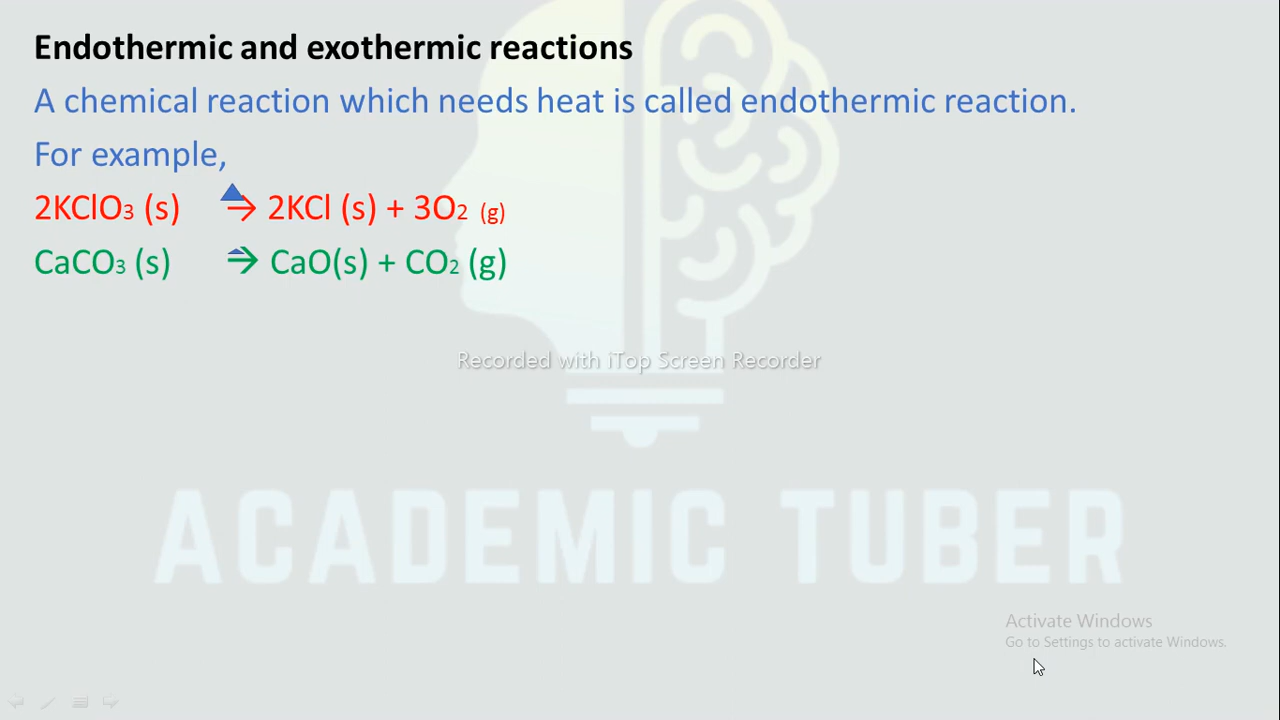 Endothermic and exothermic reactions
A chemical reaction which needs heat is called endothermic reaction.
For example,
2KClO3 (s) → 2KCl (s) + 3O2 (g)
CaCO3 (s) → CaO(s) + CO2 (g)
Recorded with iTop Screen Recorder
ACADEMIC TUBER
Activate Windows
Go to Settings to activate Windows.